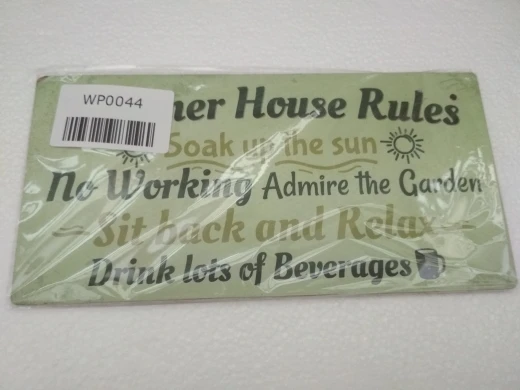 WP0044
mer House Rules
Soak up the sun
No Working Admire the Garden
Sit back and Relax
Drink lots of Beverages